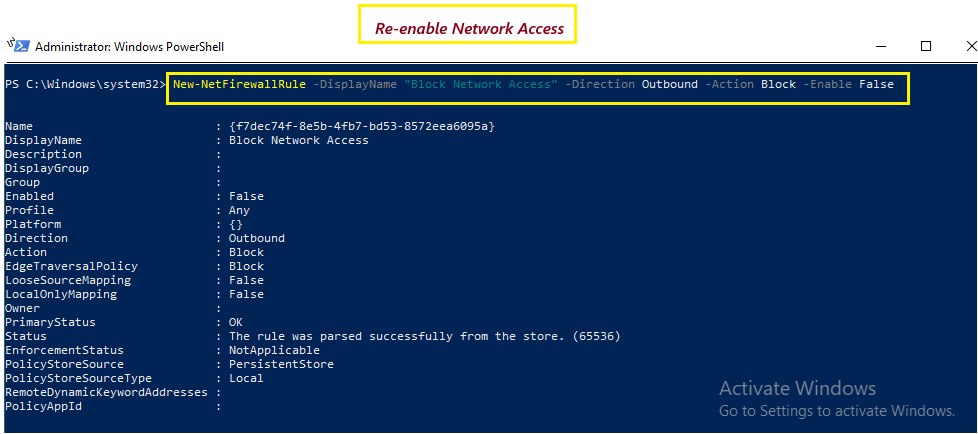 Re-enable Network Access
Administrator: Windows PowerShell
PS C:\Windows\system32> New-NetFirewallRule -DisplayName "Block Network Access" -Direction Outbound -Action Block -Enable False
Name : {f7dec74f-8e5b-4fb7-bd53-8572eea6095a}
DisplayName : Block Network Access
Description :
DisplayGroup :
Group :
Enabled : False
Profile : Any
Platform : {}
Direction : Outbound
Action : Block
EdgeTraversalPolicy : Block
LooseSourceMapping : False
LocalOnlyMapping : False
Owner :
PrimaryStatus : OK
Status : The rule was parsed successfully from the store. (65536)
EnforcementStatus : NotApplicable
PolicyStoreSource : PersistentStore
PolicyStoreSourceType : Local
RemoteDynamicKeywordAddresses :
PolicyAppId :
Activate Windows
Go to Settings to activate Windows.